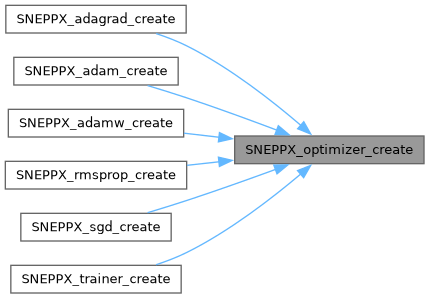 SNEPPX_adagrad_create
SNEPPX_adam_create
SNEPPX_adamw_create
SNEPPX_optimizer_create
SNEPPX_rmsprop_create
SNEPPX_sgd_create
SNEPPX_trainer_create